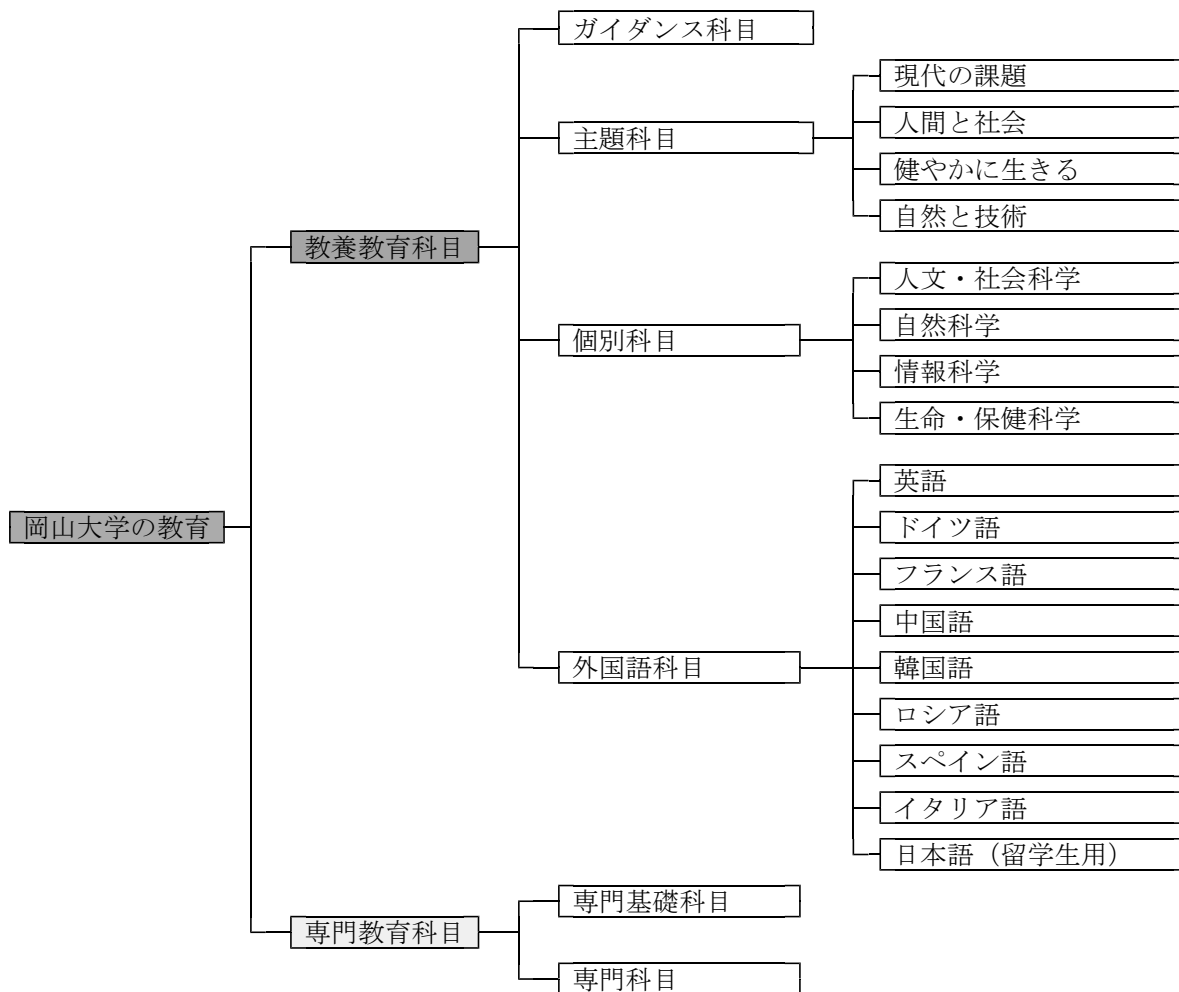 ガイダンス科目
現代の課題
主題科目
人間と社会
健やかに生きる
自然と技術
教養教育科目
人文・社会科学
自然科学
個別科目
情報科学
生命・保健科学
英語
岡山大学の教育
ドイツ語
フランス語
中国語
外国語科目
韓国語
ロシア語
スペイン語
イタリア語
日本語（留学生用）
専門基礎科目
専門教育科目
専門科目